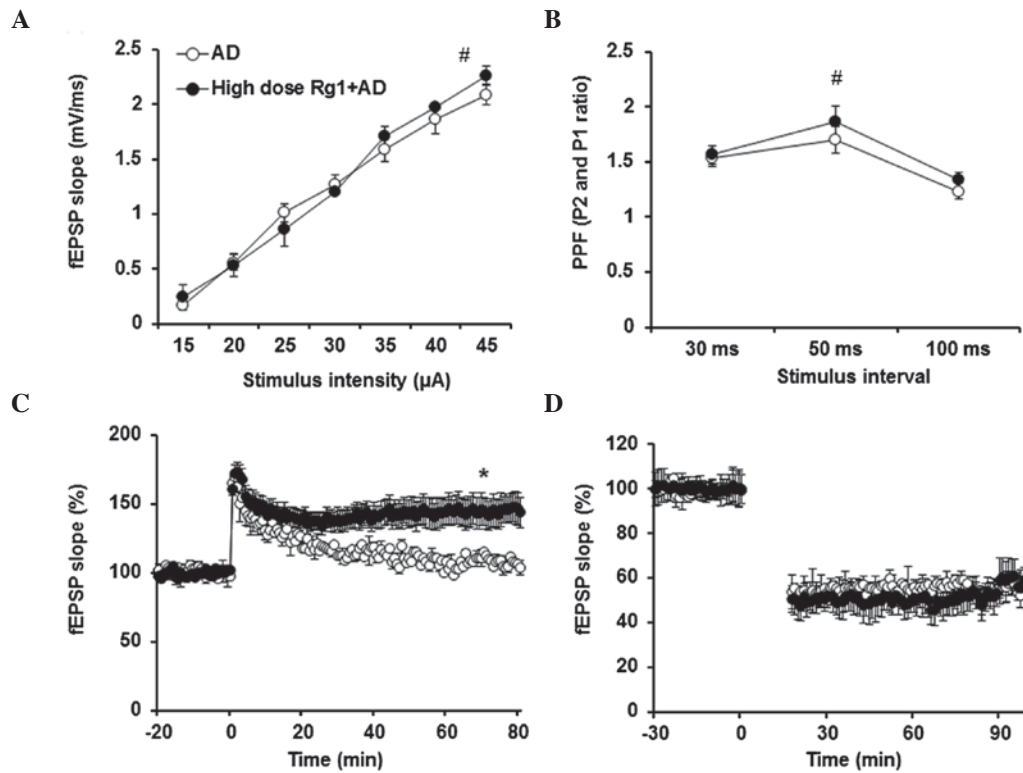 A
AD
High dose Rg1+AD
#
fEPSP slope (mV/ms)
2.5
2
1.5
1
0.5
0
15 20 25 30 35 40 45
Stimulus intensity (µA)
B
#
PPF (P2 and P1 ratio)
2.5
2
1.5
1
0.5
0
30 ms 50 ms 100 ms
Stimulus interval
C
*
fEPSP slope (%)
200
150
100
50
0
-20 0 20 40 60 80
Time (min)
D
fEPSP slope (%)
120
100
80
60
40
20
0
-30 0 30 60 90
Time (min)